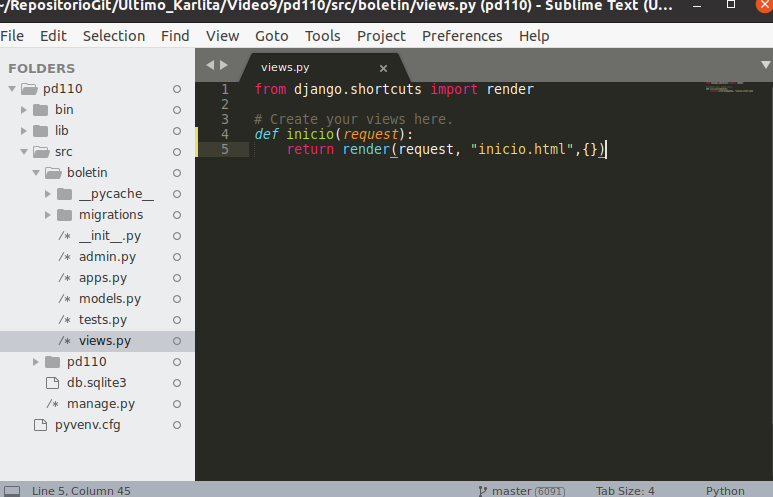 ~/RepositorioGit/Ultimo_Karlita/Video9/pd110/src/boletin/views.py (pd110) - Sublime Text (U...
File Edit Selection Find View Goto Tools Project Preferences Help
FOLDERS
pd110
bin
lib
src
boletin
__pycache__
migrations
__init__.py
admin.py
apps.py
models.py
tests.py
views.py
pd110
db.sqlite3
manage.py
pyvenv.cfg
views.py ×
1 from django.shortcuts import render
2
3 # Create your views here.
4 def inicio(request):
5     return render(request, "inicio.html",{})
Line 5, Column 45
master 6091
Tab Size: 4
Python